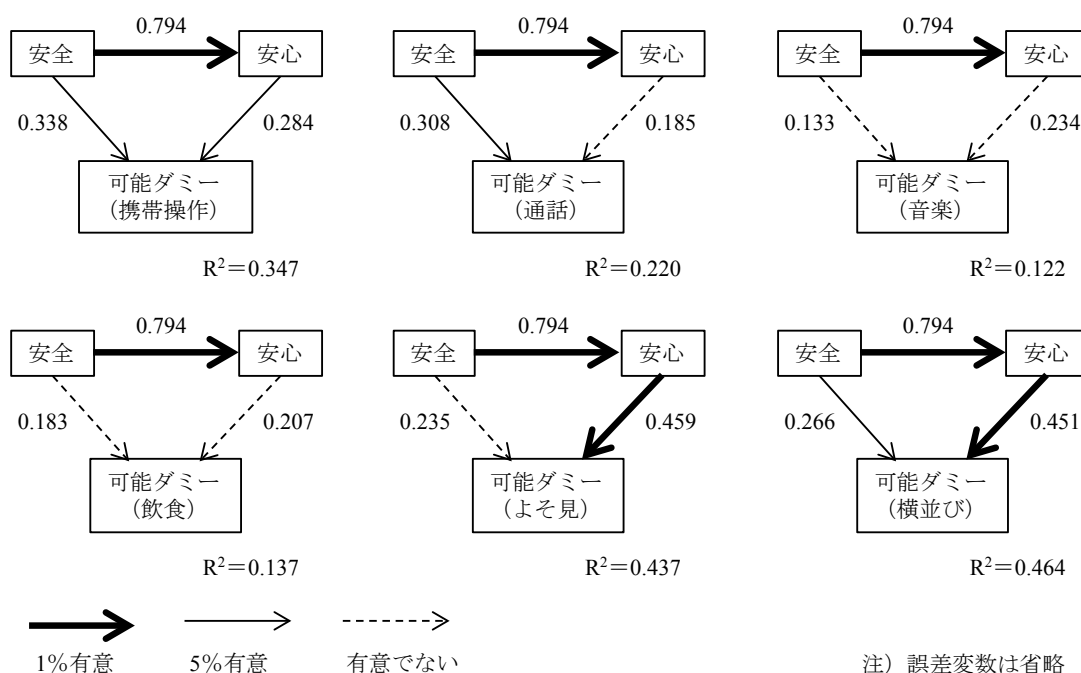 0.794
安全
安心
0.338
0.284
可能ダミー
（携帯操作）
R²＝0.347
0.794
安全
安心
0.308
0.185
可能ダミー
（通話）
R²＝0.220
0.794
安全
安心
0.133
0.234
可能ダミー
（音楽）
R²＝0.122
0.794
安全
安心
0.183
0.207
可能ダミー
（飲食）
R²＝0.137
0.794
安全
安心
0.235
0.459
可能ダミー
（よそ見）
R²＝0.437
0.794
安全
安心
0.266
0.451
可能ダミー
（横並び）
R²＝0.464
1％有意
5％有意
有意でない
注）誤差変数は省略